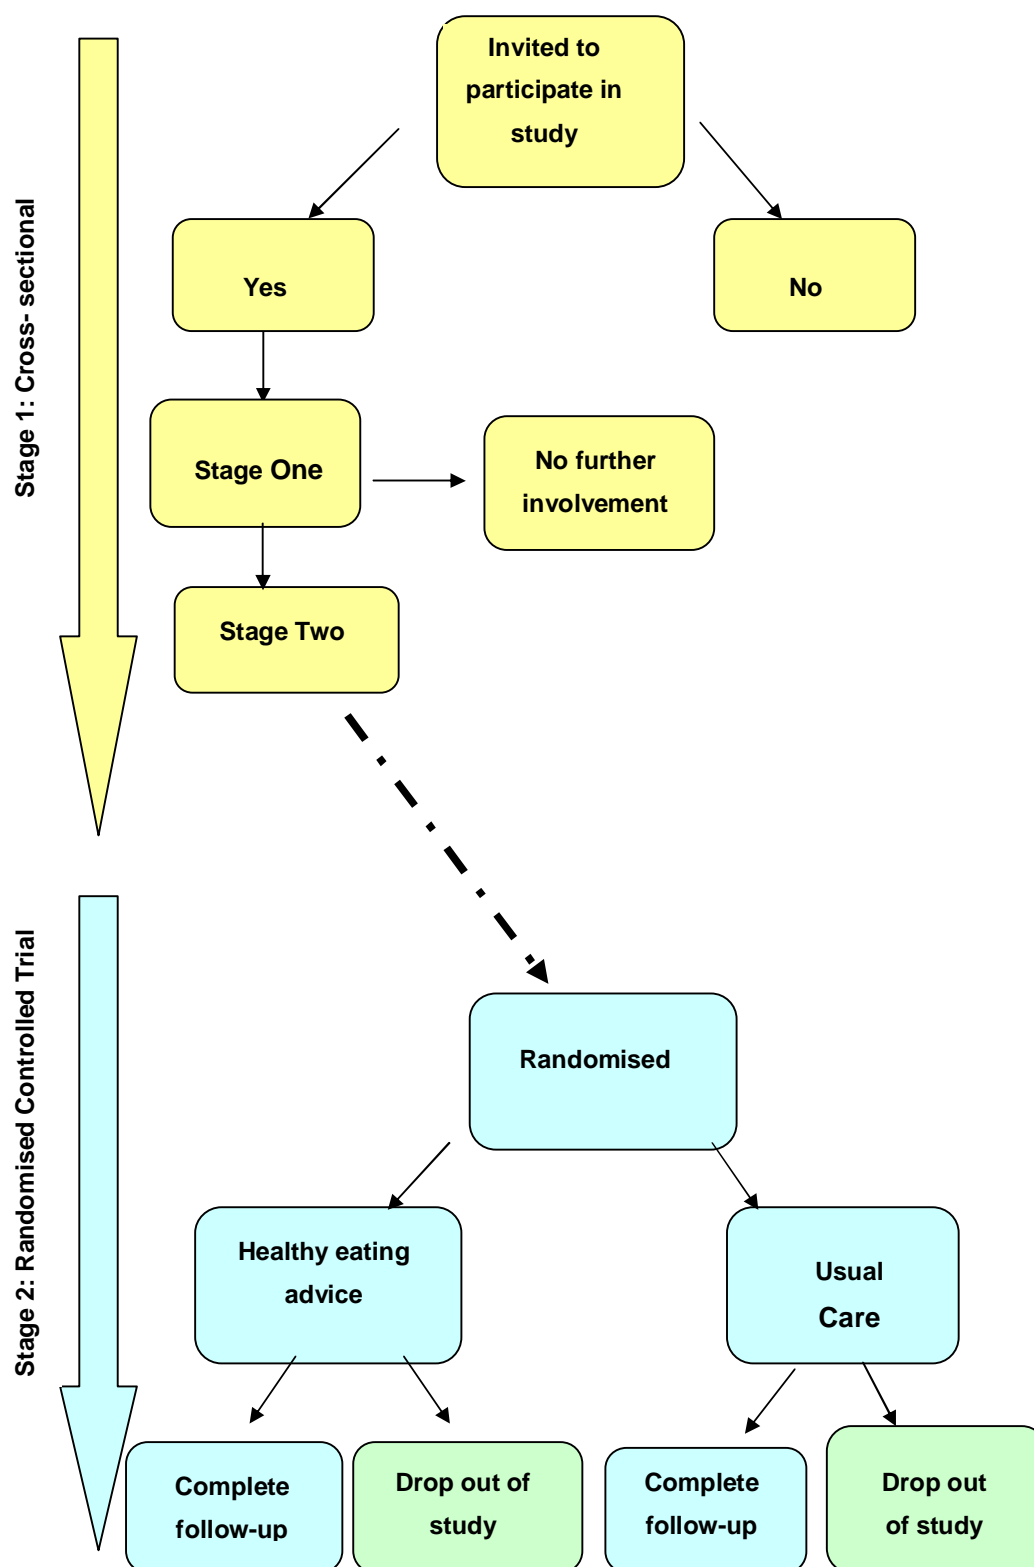 Stage 1: Cross- sectional
Invited to
participate in
study
Yes
No
Stage One
No further
involvement
Stage Two
Stage 2: Randomised Controlled Trial
Randomised
Healthy eating
advice
Usual
Care
Complete
follow-up
Drop out of
study
Complete
follow-up
Drop out
of study